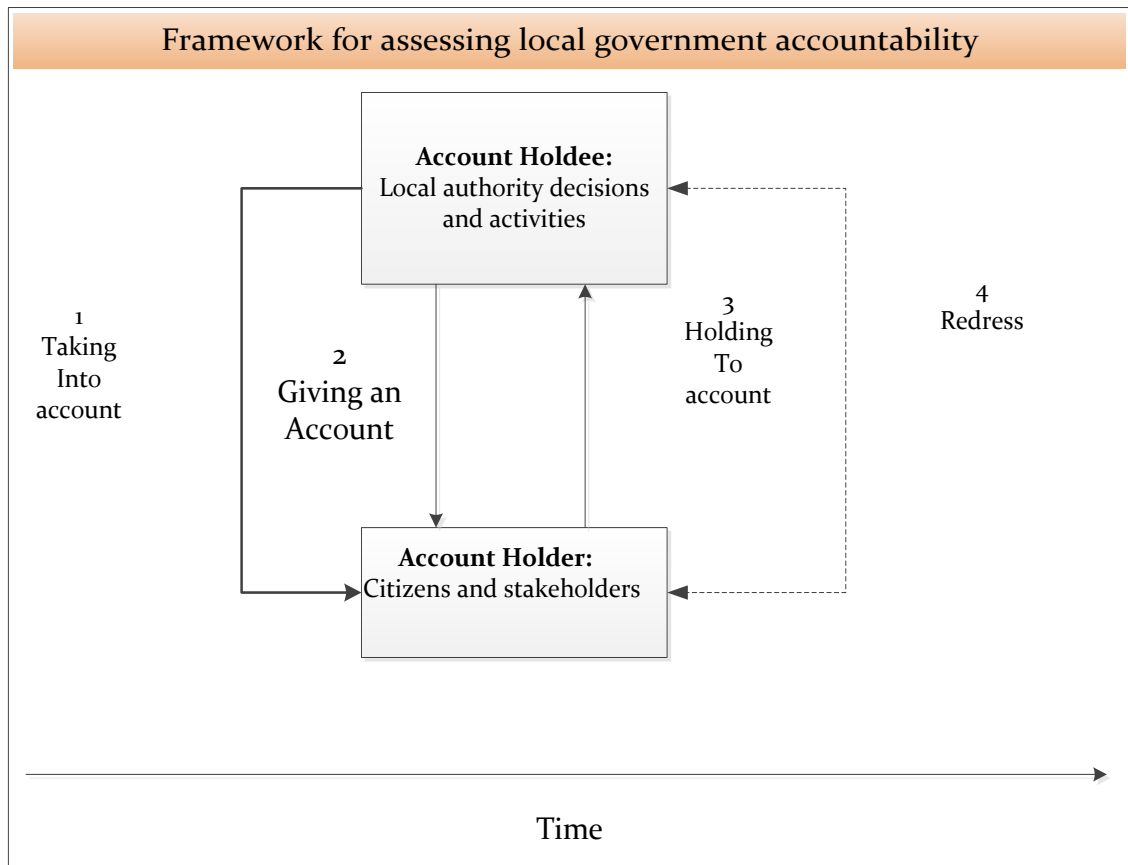 Framework for assessing local government accountability
Account Holdee:
Local authority decisions
and activities
1
Taking
Into
account
2
Giving an
Account
3
Holding
To
account
4
Redress
Account Holder:
Citizens and stakeholders
Time